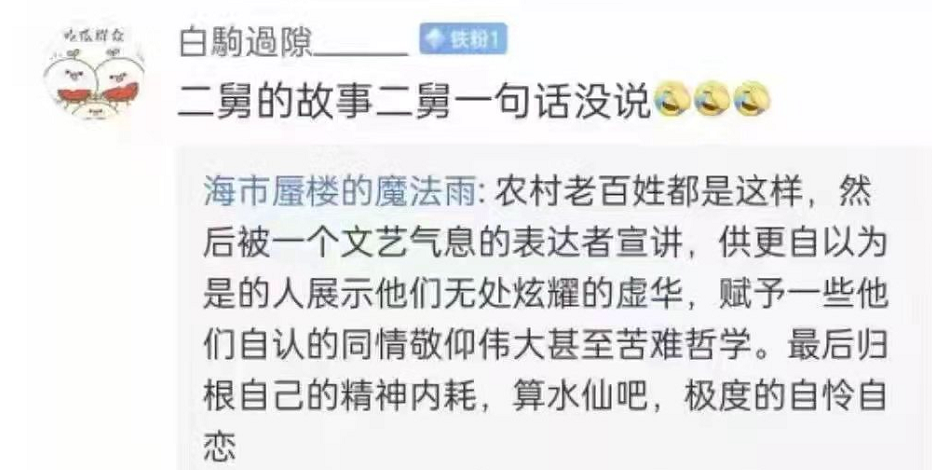 吃瓜群众
白駒過隙______ 铁粉1
二舅的故事二舅一句话没说🤣🤣🤣
海市蜃楼的魔法雨: 农村老百姓都是这样，然
后被一个文艺气息的表达者宣讲，供更自以为
是的人展示他们无处炫耀的虚华，赋予一些他
们自认的同情敬仰伟大甚至苦难哲学。最后归
根自己的精神内耗，算水仙吧，极度的自怜自
恋